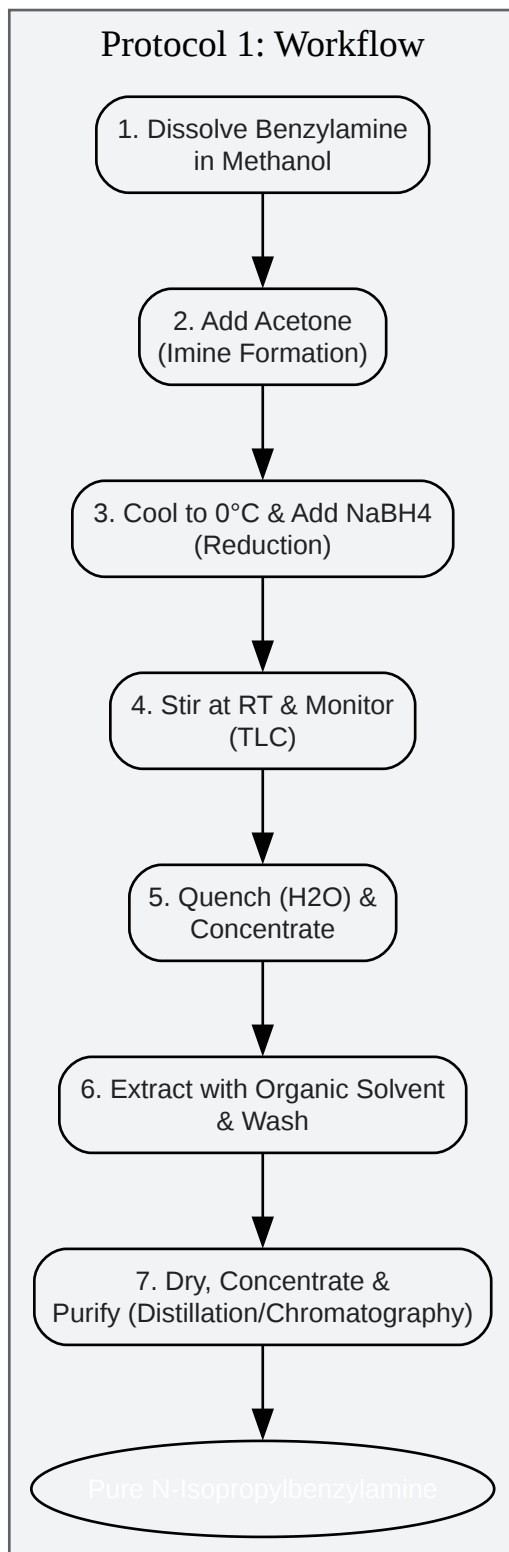 Protocol 1: Workflow
1. Dissolve Benzylamine
in Methanol
2. Add Acetone
(Imine Formation)
3. Cool to 0°C & Add NaBH4
(Reduction)
4. Stir at RT & Monitor
(TLC)
5. Quench (H2O) &
Concentrate
6. Extract with Organic Solvent
& Wash
7. Dry, Concentrate &
Purify (Distillation/Chromatography)
Pure N-Isopropylbenzylamine